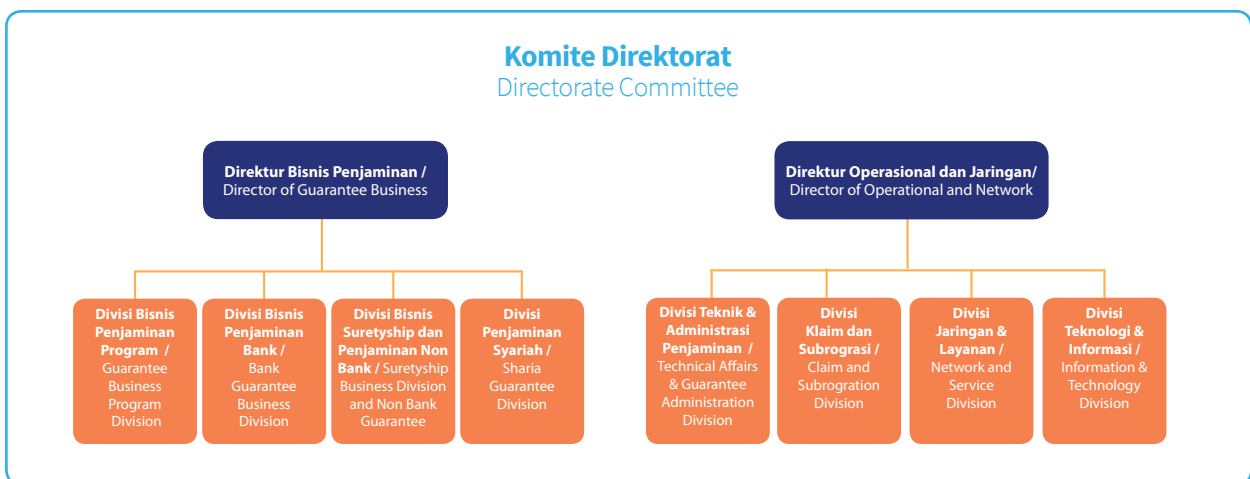 Komite Direktorat
Directorate Committee
Direktur Bisnis Penjaminan /
Director of Guarantee Business
Direktur Operasional dan Jaringan/
Director of Operational and Network
Divisi Bisnis
Penjaminan
Program /
Guarantee
Business
Program
Division
Divisi Bisnis
Penjaminan
Bank /
Bank
Guarantee
Business
Division
Divisi Bisnis
Suretyship dan
Penjaminan Non
Bank / Suretyship
Business Division
and Non Bank
Guarantee
Divisi
Penjaminan
Syariah /
Sharia
Guarantee
Division
Divisi Teknik &
Administrasi
Penjaminan /
Technical Affairs
& Guarantee
Administration
Division
Divisi
Klaim dan
Subrograsi /
Claim and
Subrogration
Division
Divisi
Jaringan &
Layanan /
Network and
Service
Division
Divisi
Teknologi &
Informasi /
Information &
Technology
Division